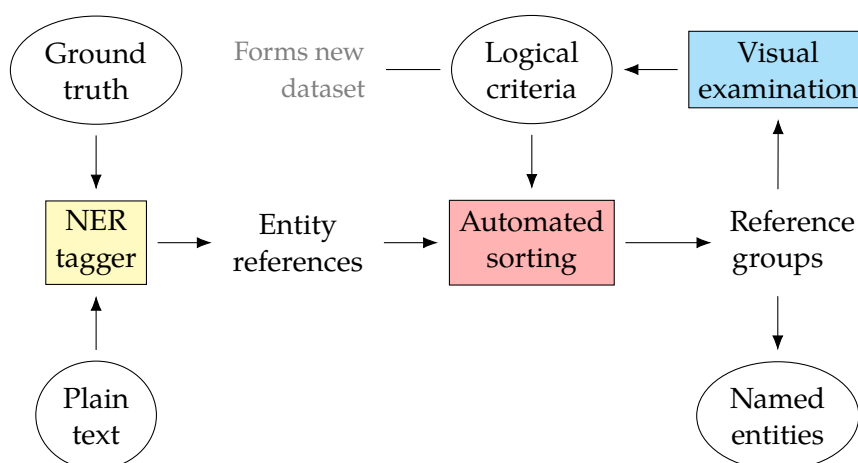 Ground
truth
Forms new
dataset
Logical
criteria
Visual
examination
NER
tagger
Entity
references
Automated
sorting
Reference
groups
Plain
text
Named
entities